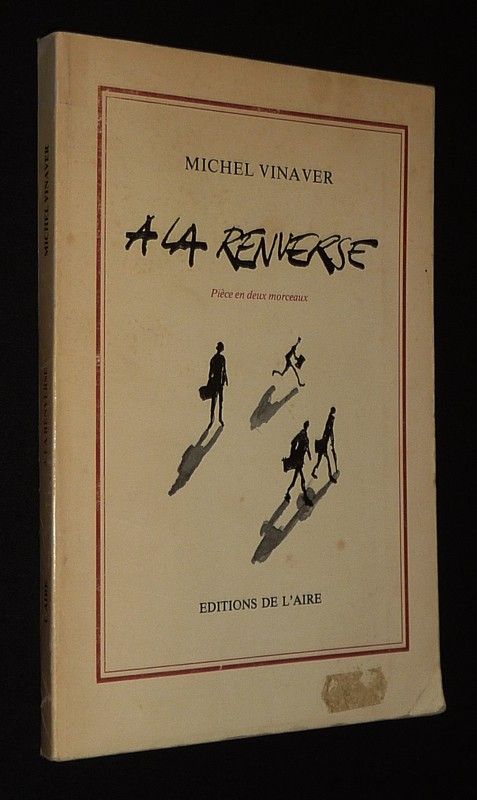 MICHEL VINAVER
A LA RENVERSE
Pièce en deux morceaux
EDITIONS DE L'AIRE
MICHEL VINAVER
A LA RENVERSE
L'AIRE